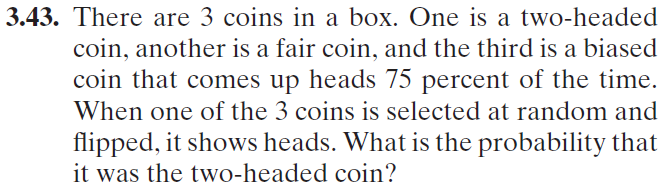 3.43. There are 3 coins in a box. One is a two-headed
coin, another is a fair coin, and the third is a biased
coin that comes up heads 75 percent of the time.
When one of the 3 coins is selected at random and
flipped, it shows heads. What is the probability that
it was the two-headed coin?